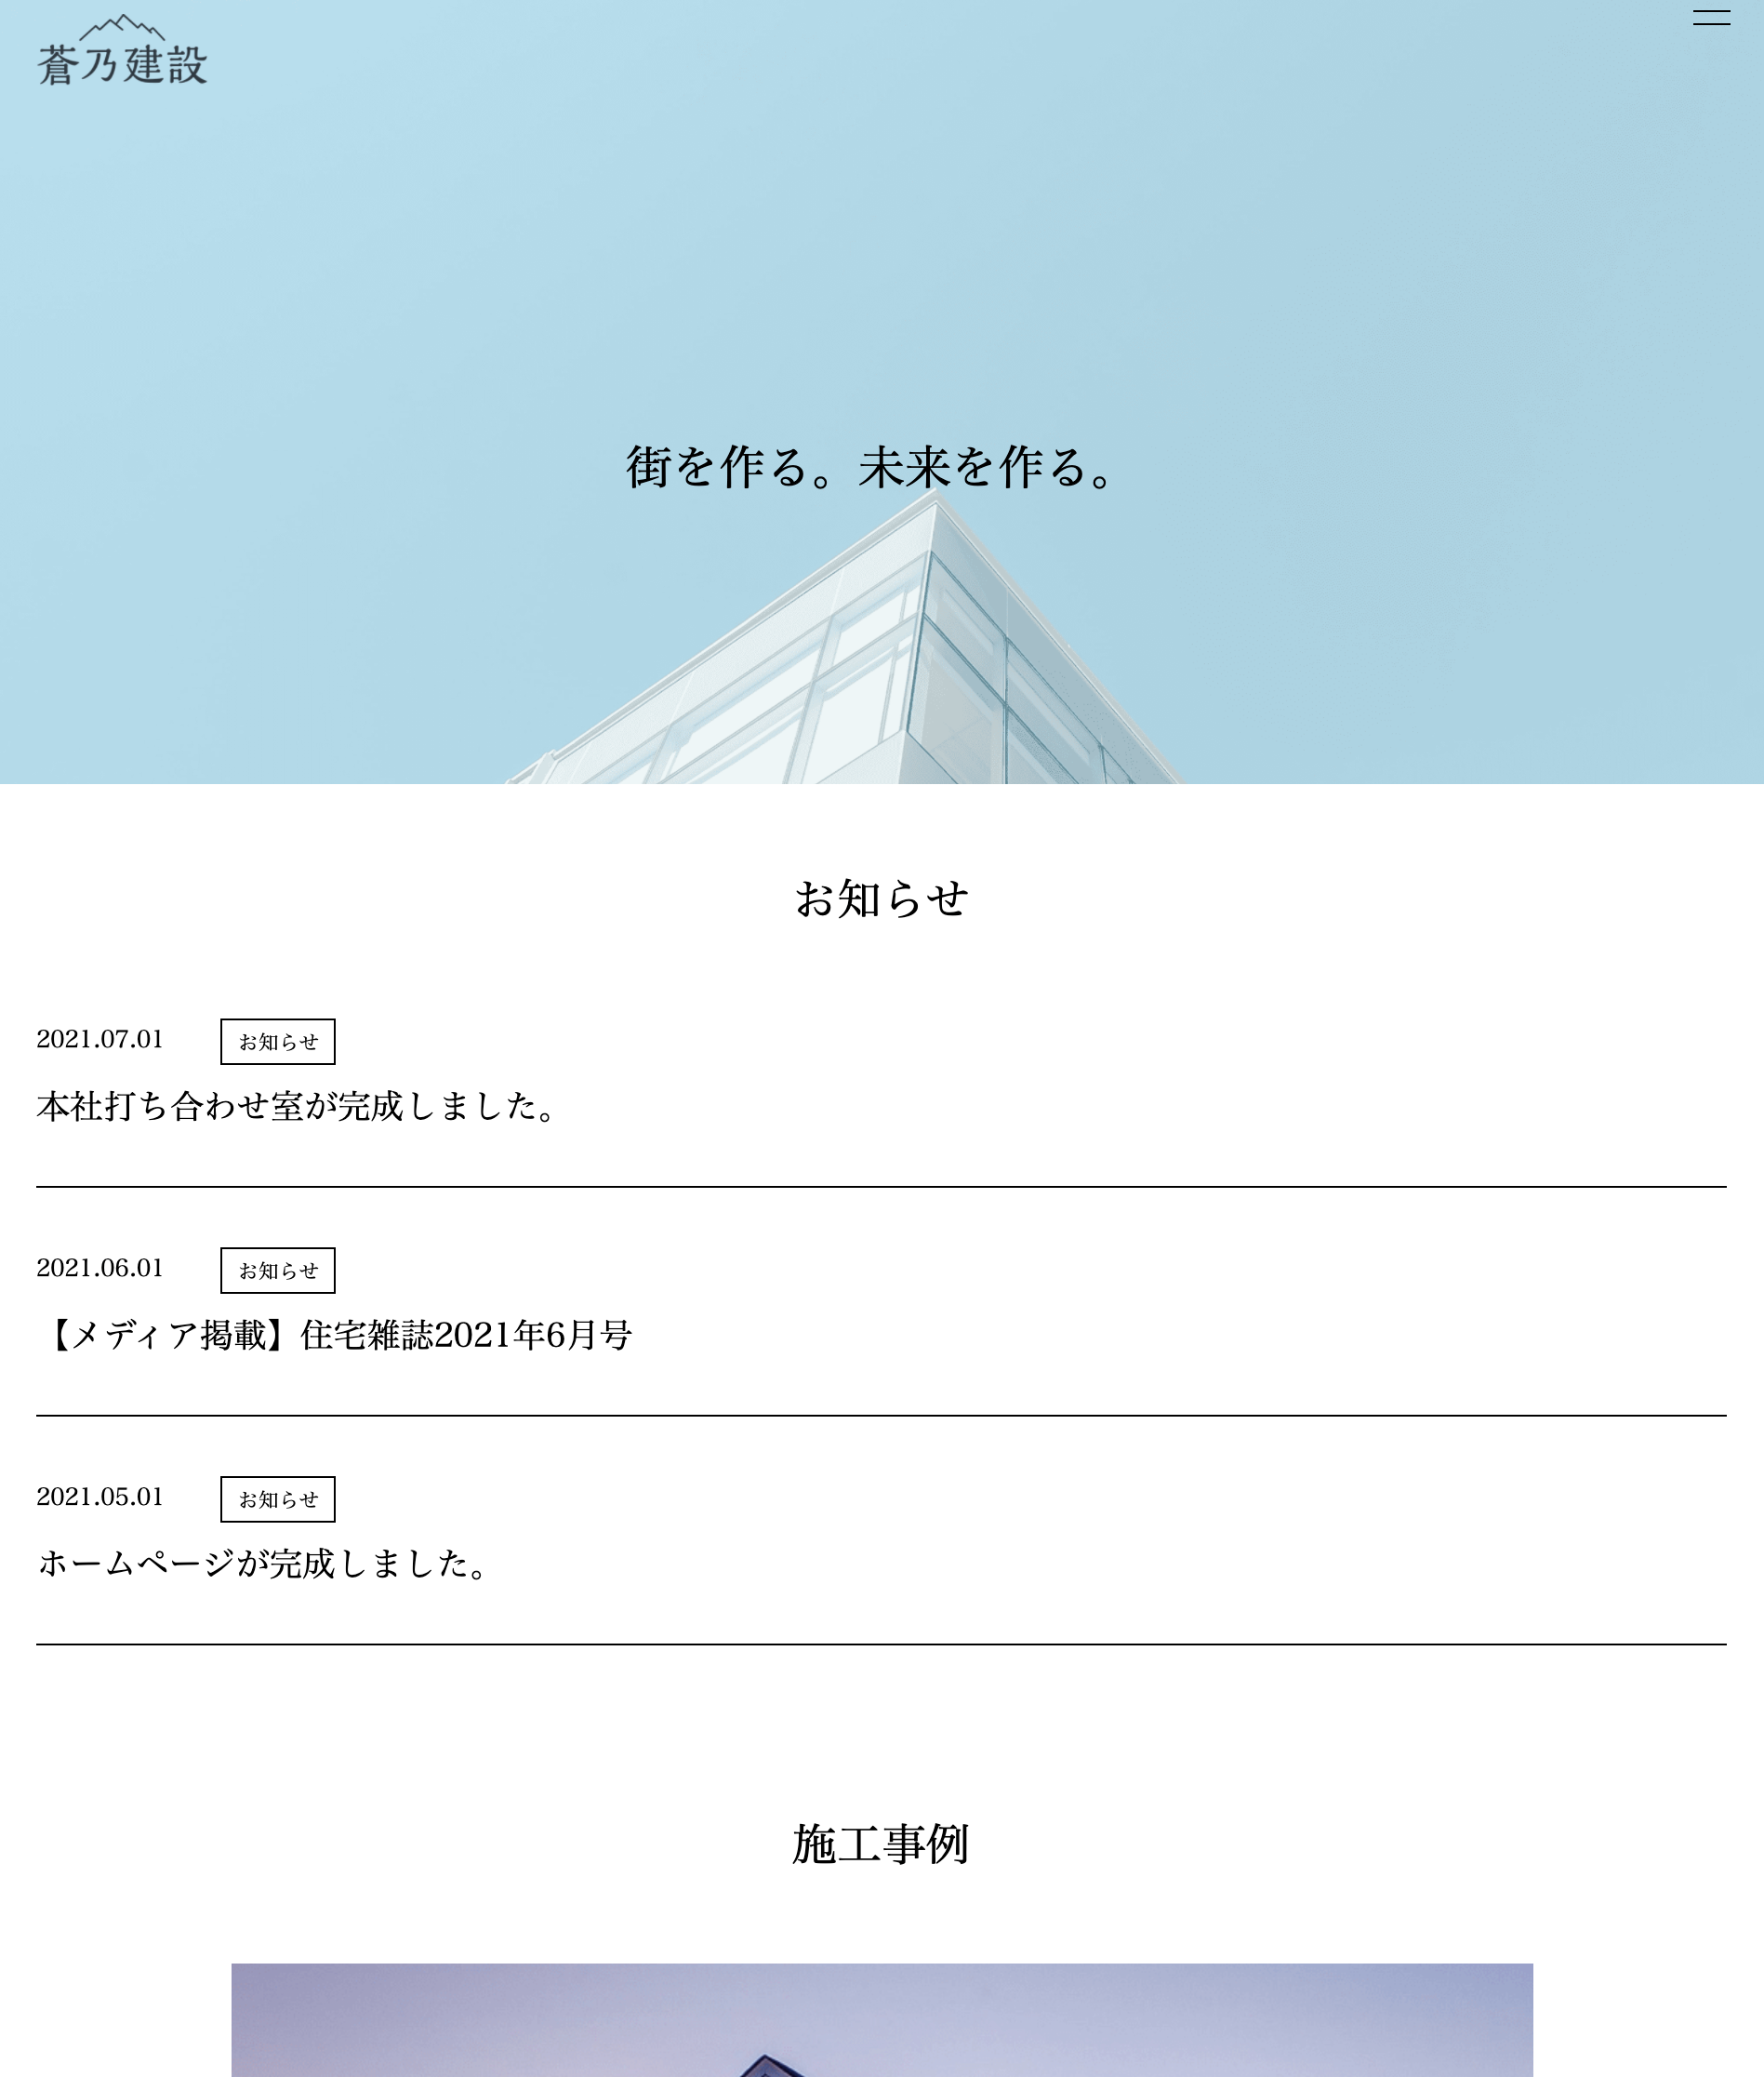 蒼乃建設
街を作る。未来を作る。
お知らせ
2021.07.01 お知らせ
本社打ち合わせ室が完成しました。
2021.06.01 お知らせ
【メディア掲載】住宅雑誌2021年6月号
2021.05.01 お知らせ
ホームページが完成しました。
施工事例